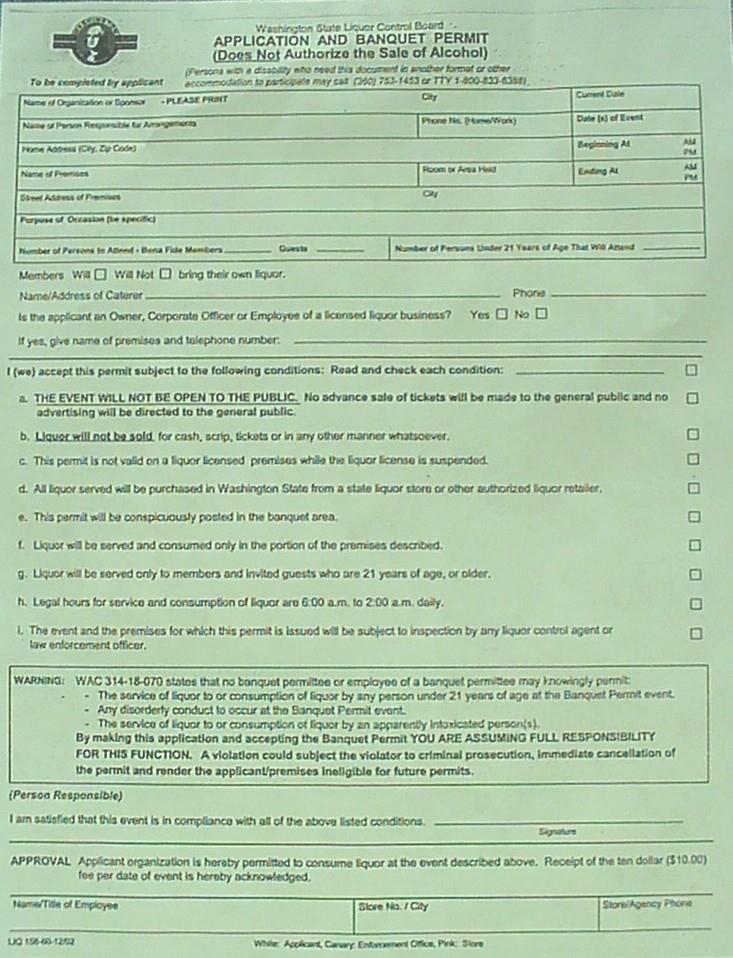 Washington State Liquor Control Board
APPLICATION AND BANQUET PERMIT
(Does Not Authorize the Sale of Alcohol)
(Persons with a disability who need this document in another format or other
To be completed by applicant accommodation to participate may call (360) 753-1453 or TTY 1-800-833-6388)
Name of Organization or Sponsor - PLEASE PRINT City Current Date
Name of Person Responsible for Arrangements Phone No. (Home/Work) Date (s) of Event
Home Address (City, Zip Code) Beginning At AM PM
Name of Premises Room or Area Held Ending At AM PM
Street Address of Premises City
Purpose of Occasion (be specific)
Number of Persons to Attend - Bona Fide Members Guests Number of Persons Under 21 Years of Age That Will Attend
Members Will ☐ Will Not ☐ bring their own liquor.
Name/Address of Caterer Phone
Is the applicant an Owner, Corporate Officer or Employee of a licensed liquor business? Yes ☐ No ☐
If yes, give name of premises and telephone number:
I (we) accept this permit subject to the following conditions: Read and check each condition: ☐
a. THE EVENT WILL NOT BE OPEN TO THE PUBLIC. No advance sale of tickets will be made to the general public and no ☐
advertising will be directed to the general public.
b. Liquor will not be sold for cash, scrip, tickets or in any other manner whatsoever. ☐
c. This permit is not valid on a liquor licensed premises while the liquor license is suspended. ☐
d. All liquor served will be purchased in Washington State from a state liquor store or other authorized liquor retailer. ☐
e. This permit will be conspicuously posted in the banquet area. ☐
f. Liquor will be served and consumed only in the portion of the premises described. ☐
g. Liquor will be served only to members and invited guests who are 21 years of age, or older. ☐
h. Legal hours for service and consumption of liquor are 6:00 a.m. to 2:00 a.m. daily. ☐
i. The event and the premises for which this permit is issued will be subject to inspection by any liquor control agent or ☐
law enforcement officer.
WARNING: WAC 314-18-070 states that no banquet permittee or employee of a banquet permittee may knowingly permit:
- The service of liquor to or consumption of liquor by any person under 21 years of age at the Banquet Permit event.
- Any disorderly conduct to occur at the Banquet Permit event.
- The service of liquor to or consumption of liquor by an apparently intoxicated person(s).
By making this application and accepting the Banquet Permit YOU ARE ASSUMING FULL RESPONSIBILITY
FOR THIS FUNCTION. A violation could subject the violator to criminal prosecution, immediate cancellation of
the permit and render the applicant/premises ineligible for future permits.
(Person Responsible)
I am satisfied that this event is in compliance with all of the above listed conditions.
Signature
APPROVAL Applicant organization is hereby permitted to consume liquor at the event described above. Receipt of the ten dollar ($10.00)
fee per date of event is hereby acknowledged.
Name/Title of Employee Store No. / City Store/Agency Phone
LIQ 156-60-12/02 White: Applicant, Canary: Enforcement Office, Pink: Store